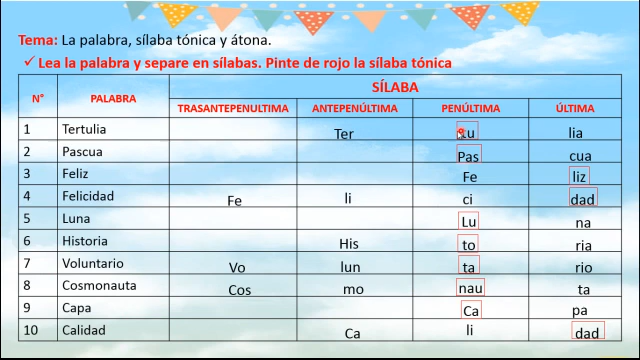 Tema: La palabra, sílaba tónica y átona.
✓ Lea la palabra y separe en sílabas. Pinte de rojo la sílaba tónica
N° PALABRA SÍLABA
TRASANTEPENULTIMA ANTEPENÚLTIMA PENÚLTIMA ÚLTIMA
1 Tertulia Ter tu lia
2 Pascua Pas cua
3 Feliz Fe liz
4 Felicidad Fe li ci dad
5 Luna Lu na
6 Historia His to ria
7 Voluntario Vo lun ta rio
8 Cosmonauta Cos mo nau ta
9 Capa Ca pa
10 Calidad Ca li dad